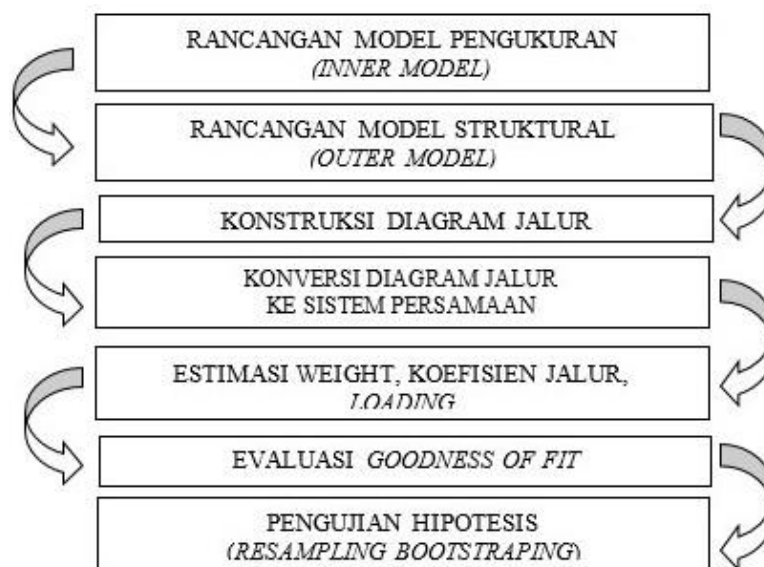 RANCANGAN MODEL PENGUKURAN
(INNER MODEL)
RANCANGAN MODEL STRUKTURAL
(OUTER MODEL)
KONSTRUKSI DIAGRAM JALUR
KONVERSI DIAGRAM JALUR
KE SISTEM PERSAMAAN
ESTIMASI WEIGHT, KOEFISIEN JALUR,
LOADING
EVALUASI GOODNESS OF FIT
PENGUJIAN HIPOTESIS
(RESAMPLING BOOTSTRAPING)